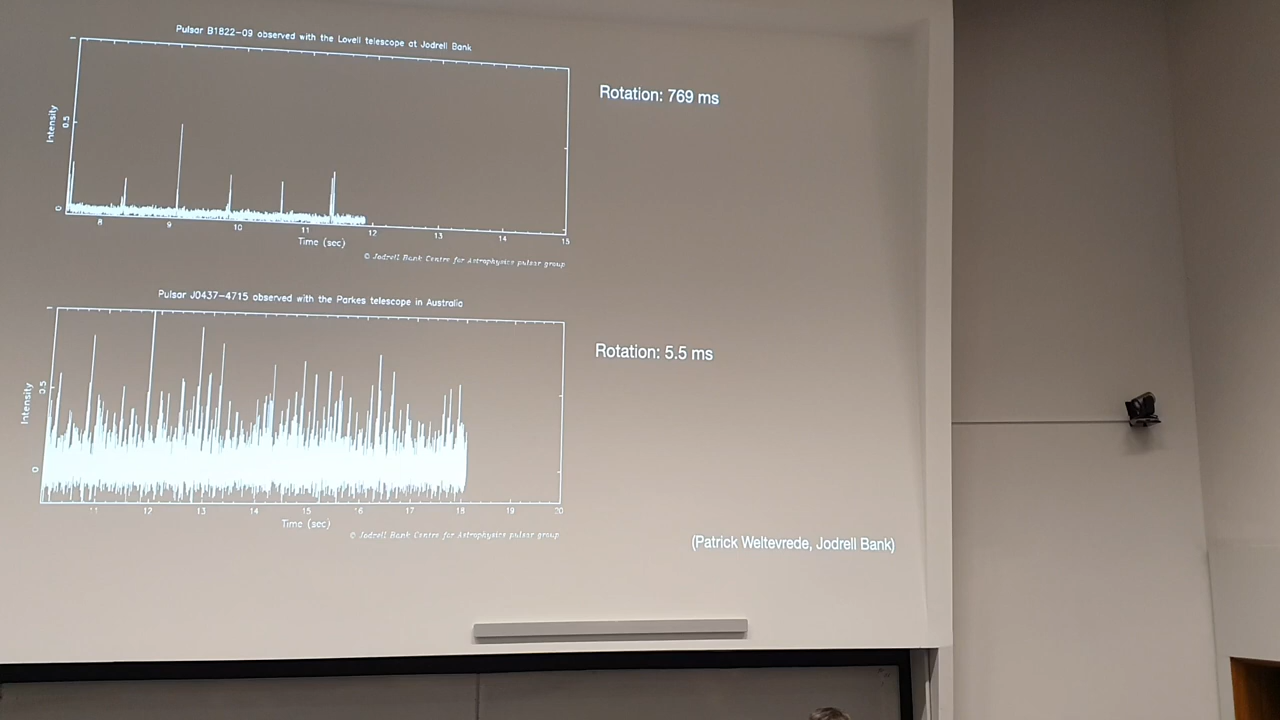 Pulsar B1822-09 observed with the Lovell telescope at Jodrell Bank
Rotation: 769 ms
Intensity
0.5
0
8 9 10 11 12 13 14 15
Time (sec)
© Jodrell Bank Centre for Astrophysics pulsar group
Pulsar J0437-4715 observed with the Parkes telescope in Australia
Rotation: 5.5 ms
Intensity
0.5
0
11 12 13 14 15 16 17 18 19 20
Time (sec)
© Jodrell Bank Centre for Astrophysics pulsar group
(Patrick Weltevrede, Jodrell Bank)